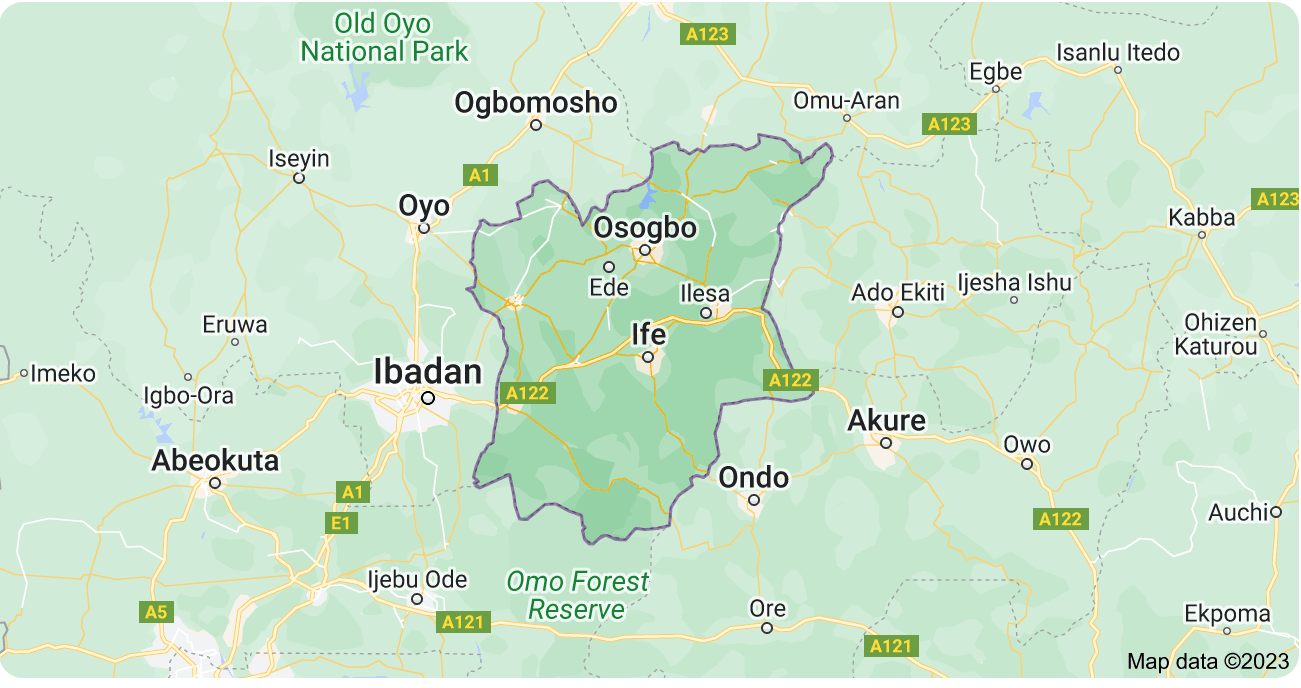 Old Oyo
National Park
A123
Isanlu Itedo
Egbe
Ogbomosho
Omu-Aran
A123
Iseyin
A1
Oyo
A123
Kabba
Osogbo
Ede
Ilesa
Ado Ekiti
Ijesha Ishu
Eruwa
Ife
Ohizen
Katurou
Imeko
Ibadan
Igbo-Ora
A122
A122
Akure
Owo
Abeokuta
Ondo
A1
E1
A122
Auchi
Ijebu Ode
Omo Forest
Reserve
A5
A121
Ore
Ekpoma
A121
Map data ©2023